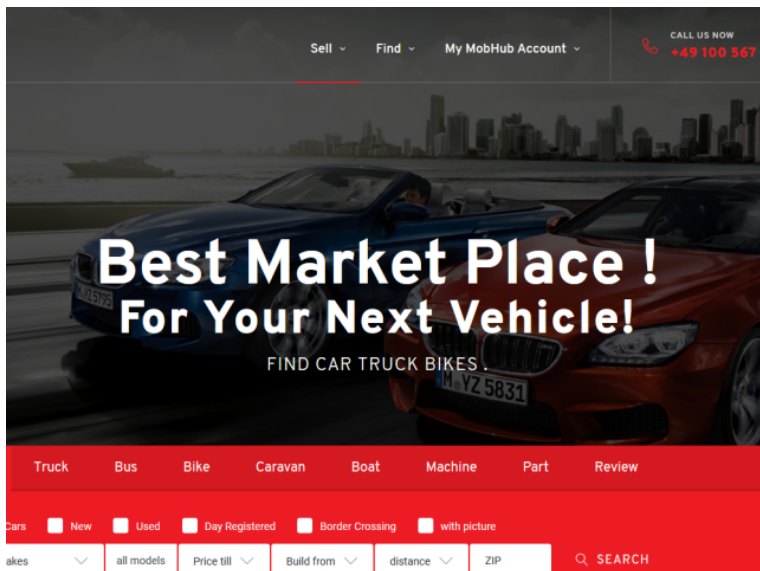 CALL US NOW
Sell Find My MobHub Account
+49 100 567
Best Market Place !
For Your Next Vehicle!
FIND CAR TRUCK BIKES .
M YZ 5831
Truck Bus Bike Caravan Boat Machine Part Review
Cars New Used Day Registered Border Crossing with picture
akes all models Price till Build from distance ZIP SEARCH